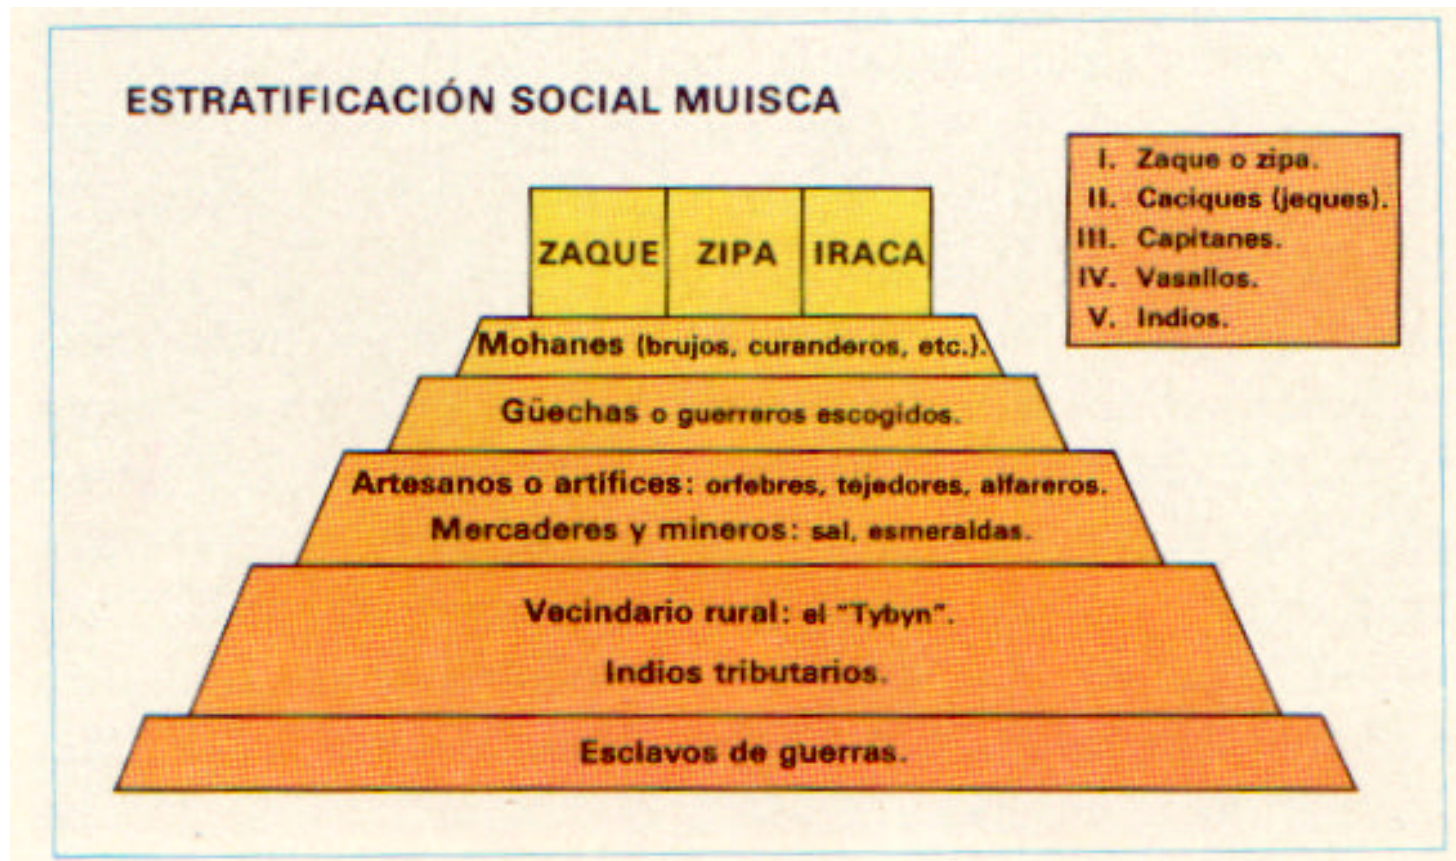 ESTRATIFICACIÓN SOCIAL MUISCA
I. Zaque o zipa.
II. Caciques (jeques).
III. Capitanes.
IV. Vasallos.
V. Indios.
ZAQUE
ZIPA
IRACA
Mohanes (brujos, curanderos, etc.).
Güechas o guerreros escogidos.
Artesanos o artífices: orfebres, tejedores, alfareros.
Mercaderes y mineros: sal, esmeraldas.
Vecindario rural: el "Tybyn".
Indios tributarios.
Esclavos de guerras.